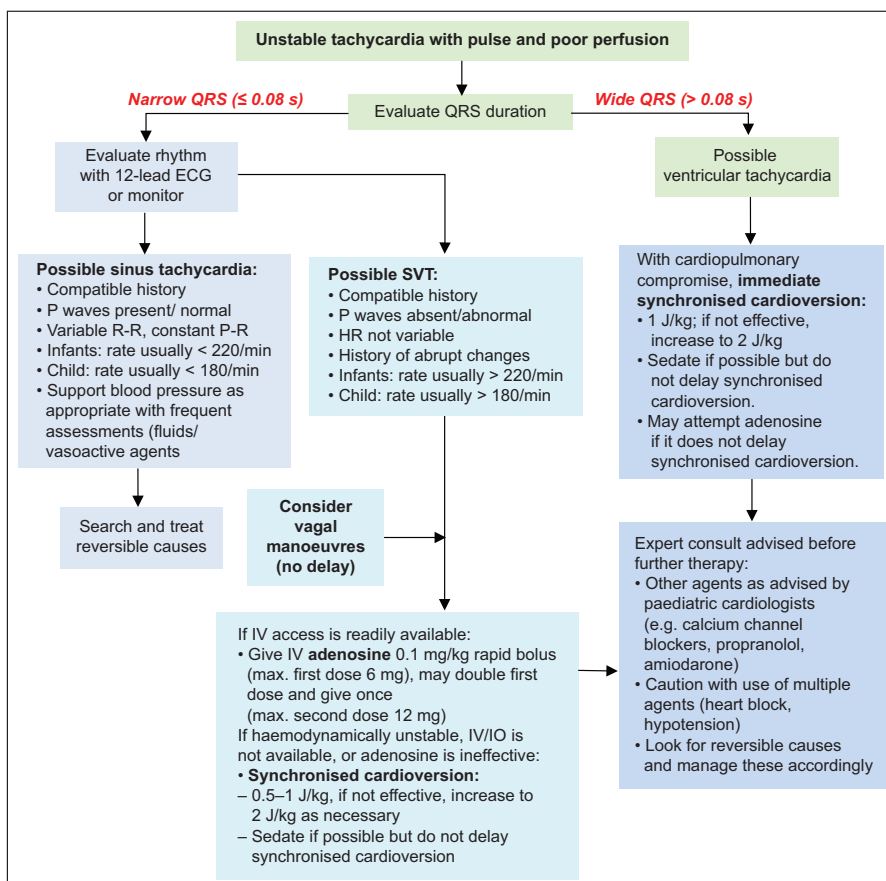 Unstable tachycardia with pulse and poor perfusion
Narrow QRS (≤ 0.08 s)
Evaluate QRS duration
Wide QRS (> 0.08 s)
Evaluate rhythm
with 12-lead ECG
or monitor
Possible
ventricular tachycardia
Possible sinus tachycardia:
• Compatible history
• P waves present/ normal
• Variable R-R, constant P-R
• Infants: rate usually < 220/min
• Child: rate usually < 180/min
• Support blood pressure as
appropriate with frequent
assessments (fluids/
vasoactive agents
Search and treat
reversible causes
Possible SVT:
• Compatible history
• P waves absent/abnormal
• HR not variable
• History of abrupt changes
• Infants: rate usually > 220/min
• Child: rate usually > 180/min
Consider
vagal
manoeuvres
(no delay)
If IV access is readily available:
• Give IV adenosine 0.1 mg/kg rapid bolus
(max. first dose 6 mg), may double first
dose and give once
(max. second dose 12 mg)
If haemodynamically unstable, IV/IO is
not available, or adenosine is ineffective:
• Synchronised cardioversion:
– 0.5–1 J/kg, if not effective, increase to
2 J/kg as necessary
– Sedate if possible but do not delay
synchronised cardioversion
With cardiopulmonary
compromise, immediate
synchronised cardioversion:
• 1 J/kg; if not effective,
increase to 2 J/kg
• Sedate if possible but do
not delay synchronised
cardioversion.
• May attempt adenosine
if it does not delay
synchronised cardioversion.
Expert consult advised before
further therapy:
• Other agents as advised by
paediatric cardiologists
(e.g. calcium channel
blockers, propranolol,
amiodarone)
• Caution with use of multiple
agents (heart block,
hypotension)
• Look for reversible causes
and manage these accordingly